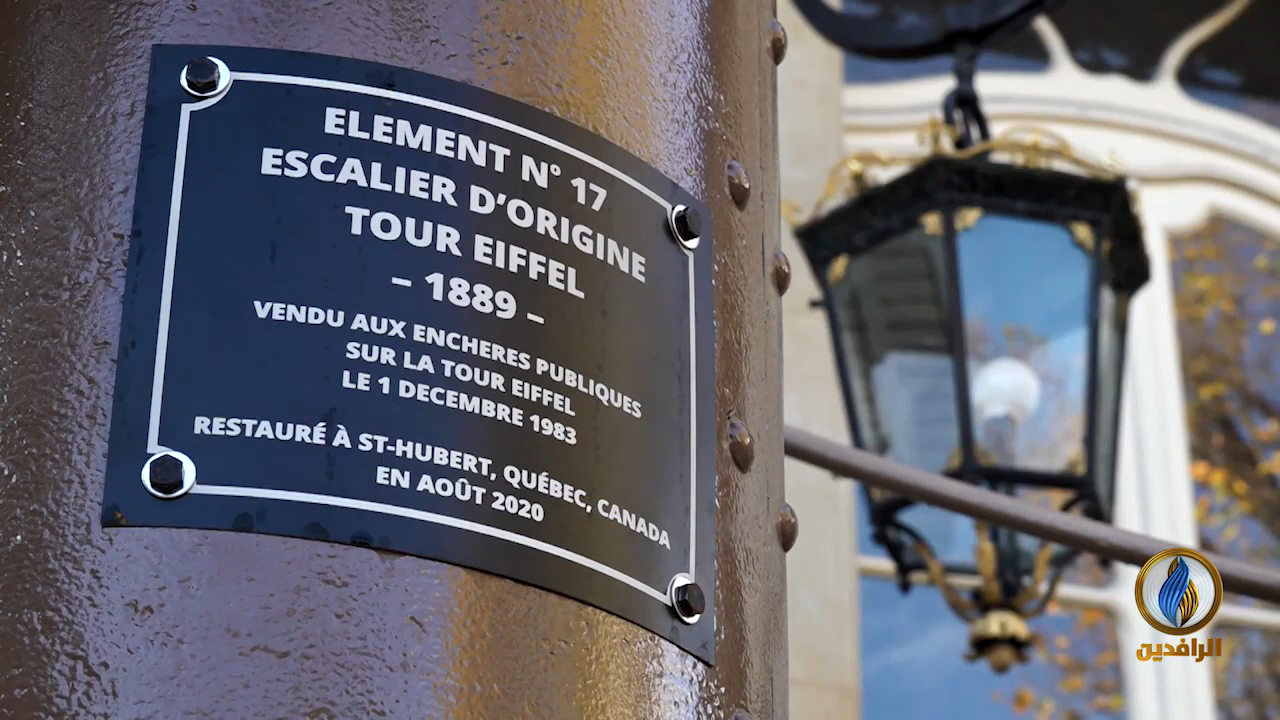 ELEMENT N° 17
ESCALIER D'ORIGINE
TOUR EIFFEL
– 1889 –
VENDU AUX ENCHERES PUBLIQUES
SUR LA TOUR EIFFEL
LE 1 DECEMBRE 1983
RESTAURÉ À ST-HUBERT, QUÉBEC, CANADA
EN AOÛT 2020
الرافدين